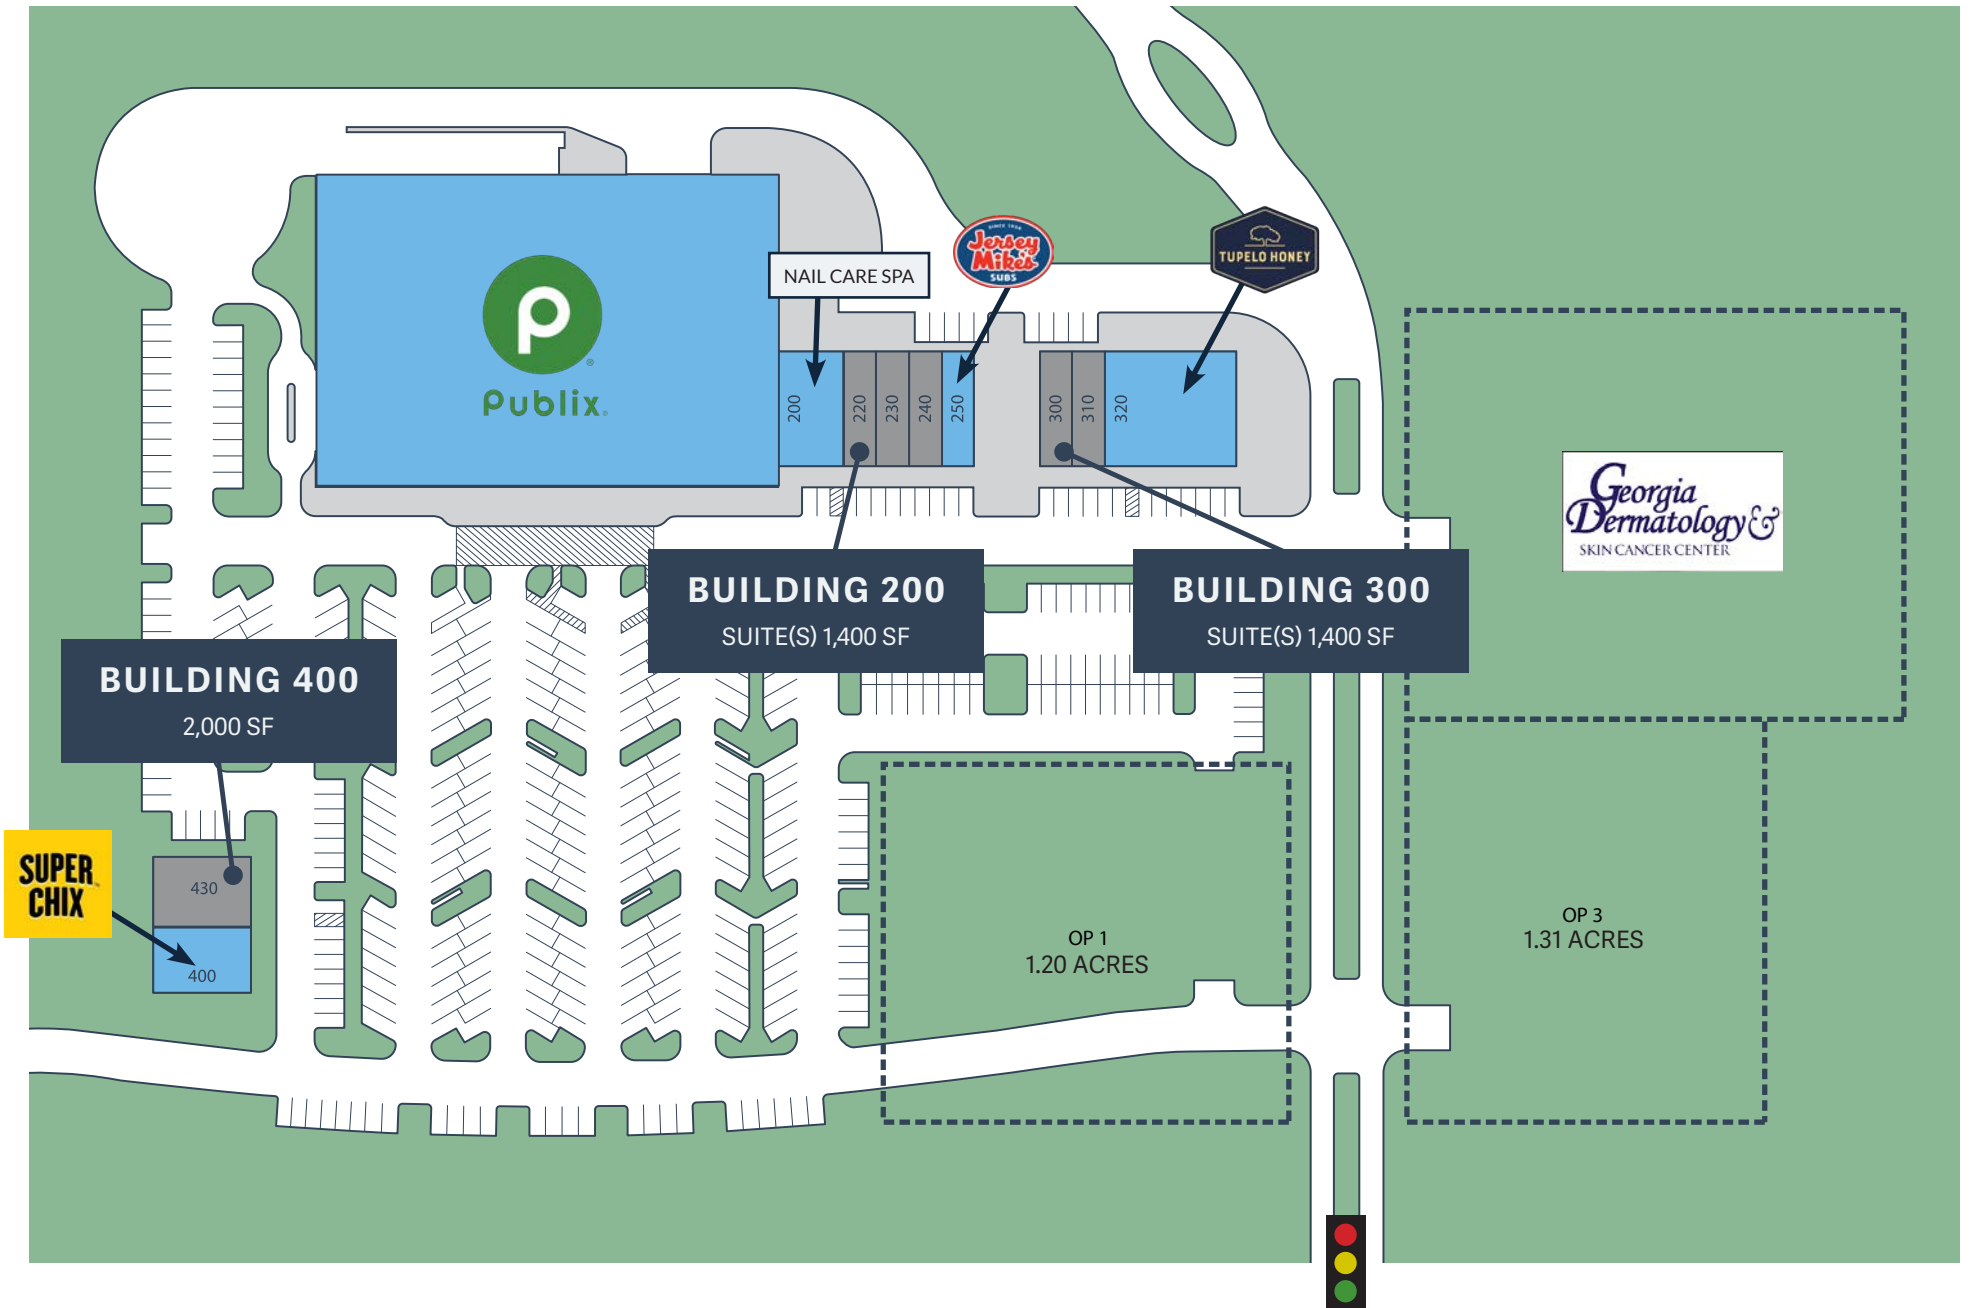 SINCE 1956
Jersey
Mike's
SUBS
TUPELO HONEY
NAIL CARE SPA
P
Publix®
200
220
230
240
250
300
310
320
Georgia
Dermatology &
SKIN CANCER CENTER
BUILDING 200
SUITE(S) 1,400 SF
BUILDING 300
SUITE(S) 1,400 SF
BUILDING 400
2,000 SF
SUPER
CHIX
430
400
OP 1
1.20 ACRES
OP 3
1.31 ACRES